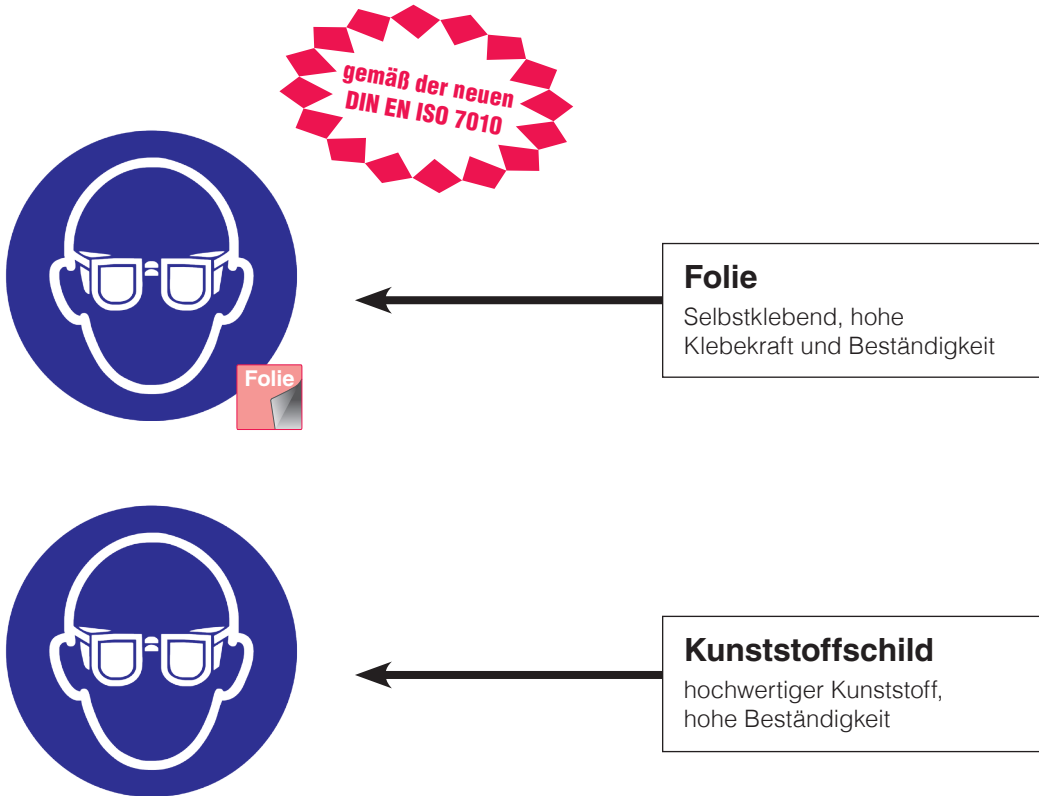 gemäß der neuen
DIN EN ISO 7010
Folie
Selbstklebend, hohe
Klebekraft und Beständigkeit
Folie
Kunststoffschild
hochwertiger Kunststoff,
hohe Beständigkeit